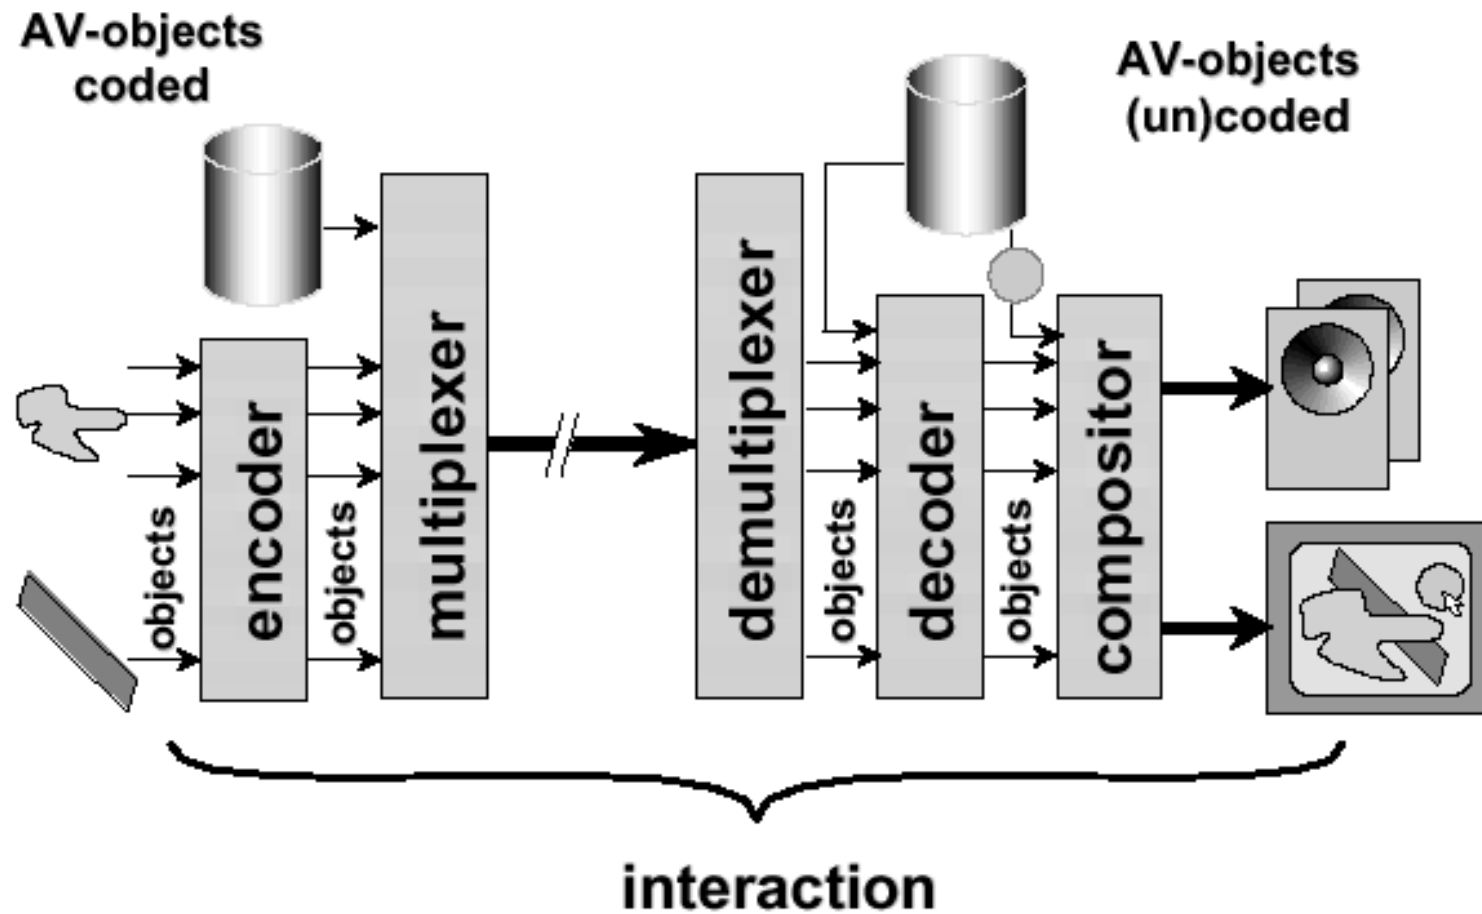 AV-objects
coded
AV-objects
(un)coded
objects
encoder
objects
multiplexer
demultiplexer
objects
decoder
objects
compositor
interaction